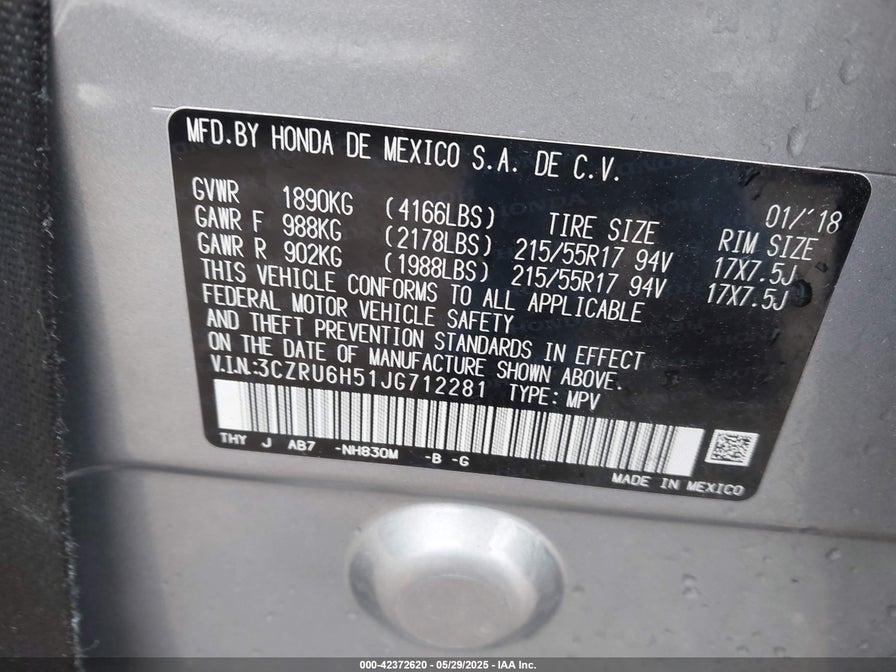 MFD.BY HONDA DE MEXICO S.A. DE C.V.
01/'18
GVWR 1890KG (4166LBS) TIRE SIZE RIM SIZE
GAWR F 988KG (2178LBS) 215/55R17 94V 17X7.5J
GAWR R 902KG (1988LBS) 215/55R17 94V 17X7.5J
THIS VEHICLE CONFORMS TO ALL APPLICABLE
FEDERAL MOTOR VEHICLE SAFETY
AND THEFT PREVENTION STANDARDS IN EFFECT
ON THE DATE OF MANUFACTURE SHOWN ABOVE.
V.I.N.:3CZRU6H51JG712281 TYPE: MPV
THY J AB7 -NH830M -B -G
MADE IN MEXICO
000-42372620 - 05/29/2025 - IAA Inc.